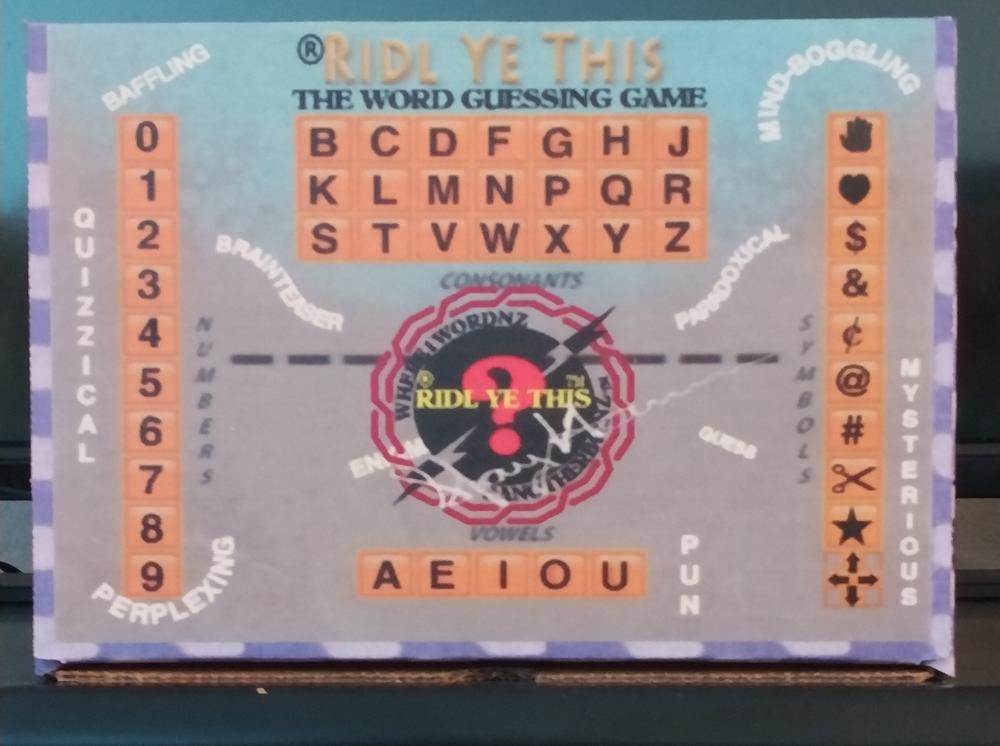 ®RIDL YE THIS
THE WORD GUESSING GAME
BAFFLING
MIND-BOGGLING
B C D F G H J
K L M N P Q R
S T V W X Y Z
CONSONANTS
QUIZZICAL
0
1
2
3
4
5
6
7
8
9
NUMBERS
BRAINTEASER
PARADOXICAL
®
RIDL YE THIS™
?
SYMBOLS
$
&
¢
@
#
MYSTERIOUS
GUESS
VOWELS
A E I O U
PERPLEXING
PUN